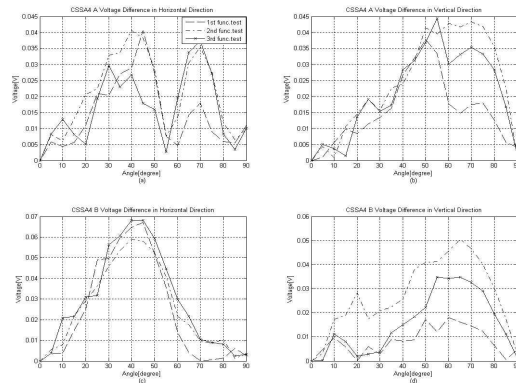 CSSA4 A Voltage Difference in Horizontal Direction
0.045
0.04
0.035
0.03
0.025
0.02
0.015
0.01
0.005
0
Voltage[V]
1st func.test
2nd func.test
3rd func.test
0 10 20 30 40 50 60 70 80 90
Angle[degree]
(a)
CSSA4 A Voltage Difference in Vertical Direction
0.045
0.04
0.035
0.03
0.025
0.02
0.015
0.01
0.005
0
Voltage[V]
0 10 20 30 40 50 60 70 80 90
Angle[degree]
(b)
CSSA4 B Voltage Difference in Horizontal Direction
0.07
0.06
0.05
0.04
0.03
0.02
0.01
0
Voltage[V]
0 10 20 30 40 50 60 70 80 90
Angle[degree]
(c)
CSSA4 B Voltage Difference in Vertical Direction
0.06
0.05
0.04
0.03
0.02
0.01
0
Voltage[V]
0 10 20 30 40 50 60 70 80 90
Angle[degree]
(d)